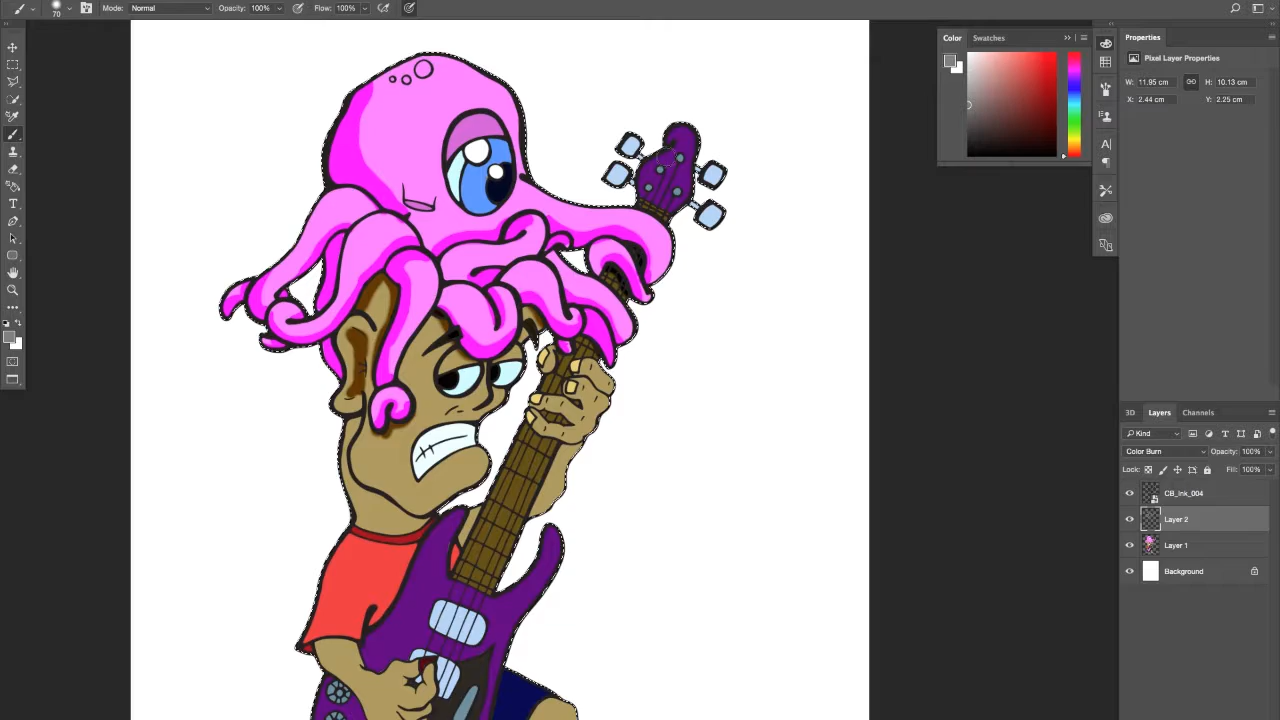 70
Mode: Normal
Opacity: 100%
Flow: 100%
Color
Swatches
Properties
Pixel Layer Properties
W: 11.95 cm
H: 10.13 cm
X: 2.44 cm
Y: 2.25 cm
3D
Layers
Channels
Kind
Color Burn
Opacity: 100%
Lock:
Fill: 100%
CB_Ink_004
Layer 2
Layer 1
Background